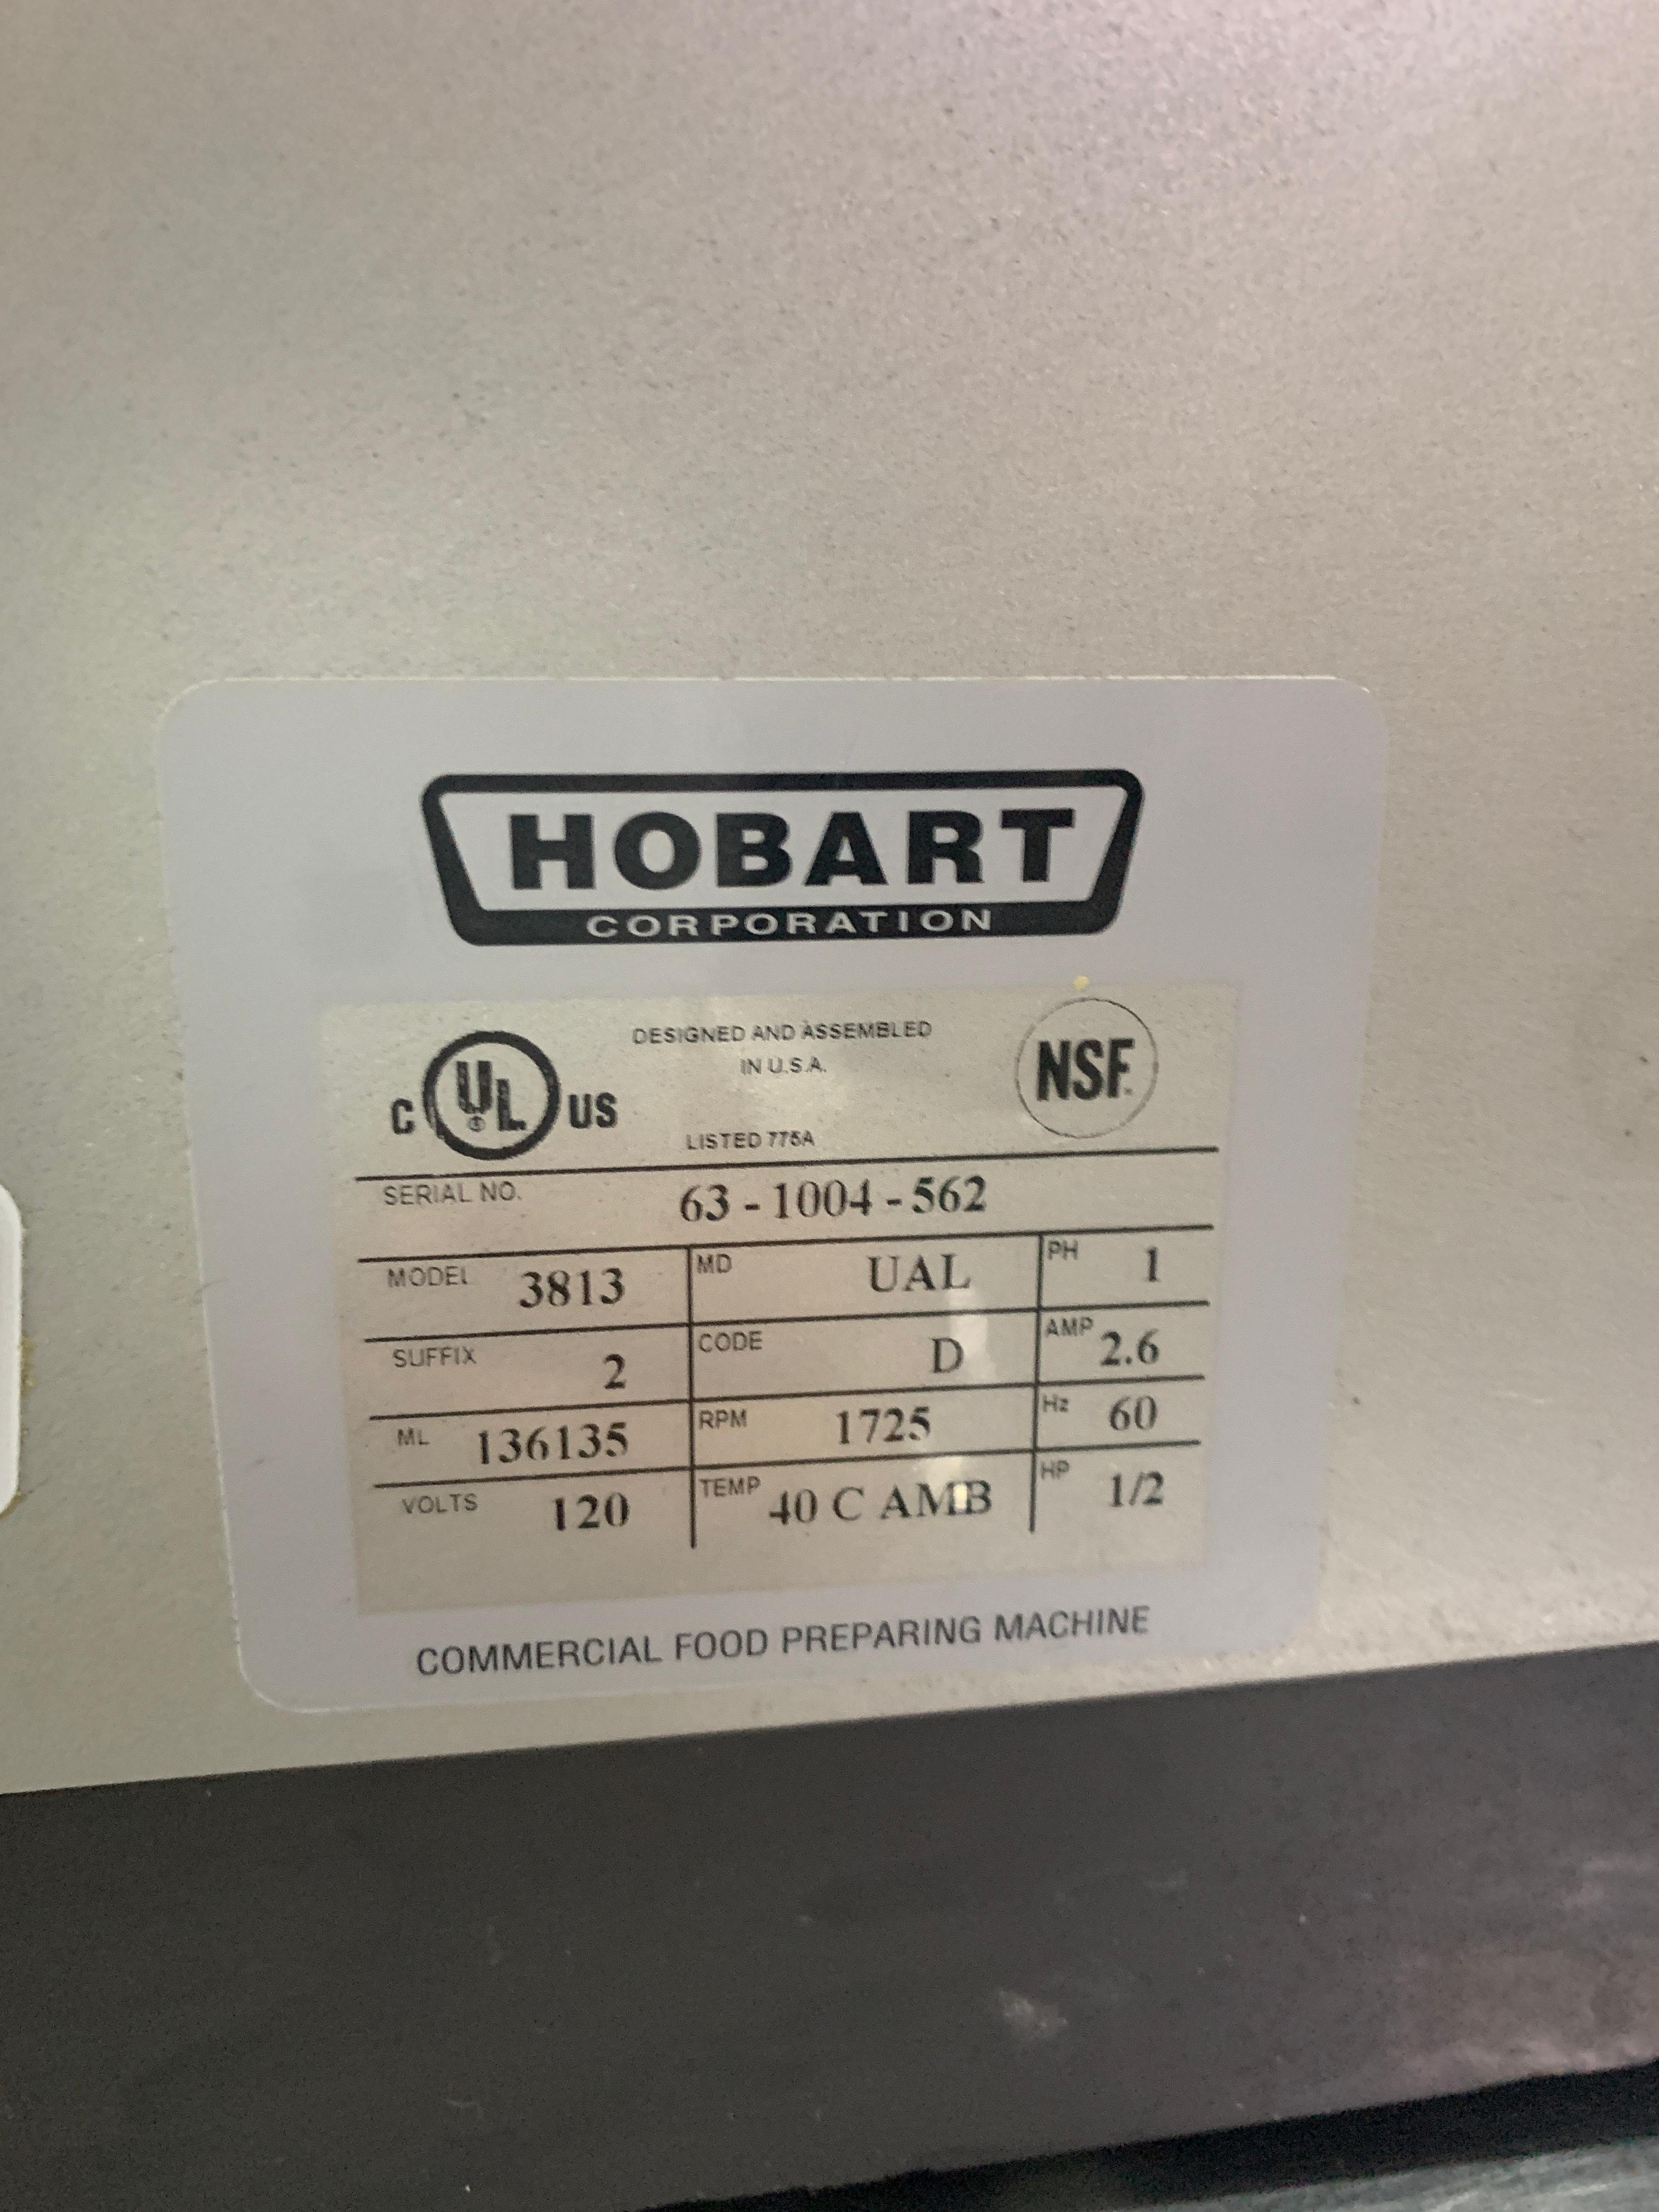 HOBART
CORPORATION
DESIGNED AND ASSEMBLED
IN U.S.A.
C UL ® US
NSF.
LISTED 775A
SERIAL NO. 63-1004-562
MODEL 3813 MD UAL PH 1
SUFFIX 2 CODE D AMP 2.6
ML 136135 RPM 1725 Hz 60
VOLTS 120 TEMP 40 C AMB HP 1/2
COMMERCIAL FOOD PREPARING MACHINE